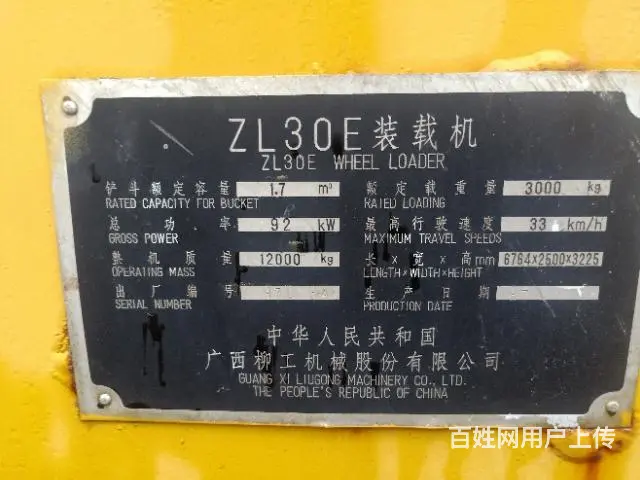 ZL30E装载机
ZL30E WHEEL LOADER
铲斗额定容量 1.7 m³ 额定载重量 3000 kg
RATED CAPACITY FOR BUCKET RAIED LOADING
总功率 92 kW 最高行驶速度 33 km/h
GROSS POWER MAXIMUM TRAVEL SPEEDS
整机质量 12000 kg 长×宽×高mm 6764×2500×3225
OPERATING MASS LENGTH×WIDTH×HEIGHT
出厂编号 生产日期
SERIAL NUMBER PRODUCTION DATE
中华人民共和国
广西柳工机械股份有限公司
GUANG XI LIUGONG MACHINERY CO., LTD.
THE PEOPLE'S REPUBLIC OF CHINA
百姓网用户上传